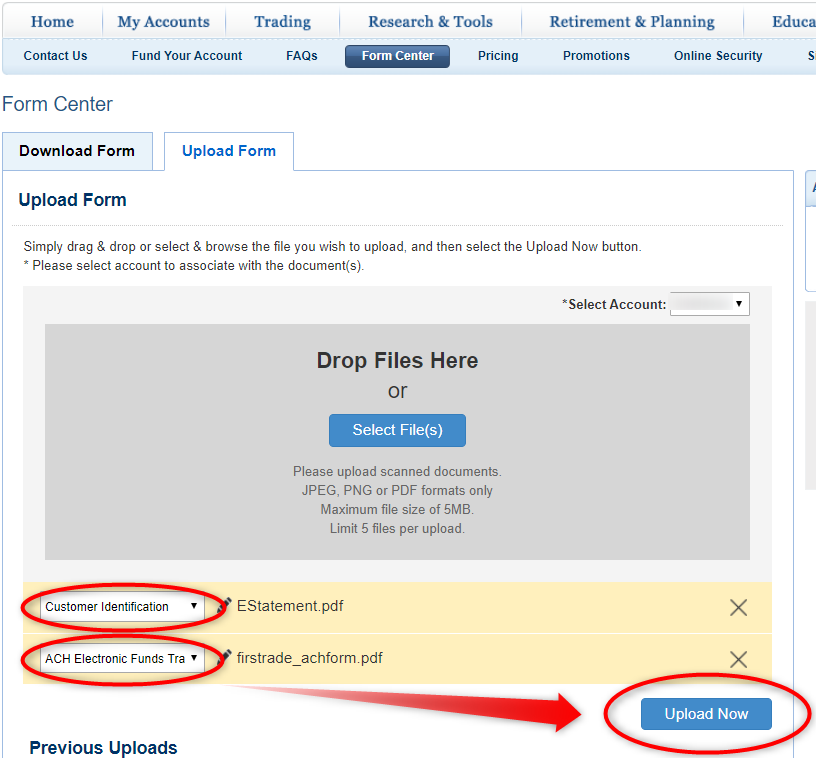 Home My Accounts Trading Research & Tools Retirement & Planning Educa
Contact Us Fund Your Account FAQs Form Center Pricing Promotions Online Security S
Form Center
Download Form Upload Form
Upload Form
Simply drag & drop or select & browse the file you wish to upload, and then select the Upload Now button.
* Please select account to associate with the document(s).
*Select Account:
Drop Files Here
or
Select File(s)
Please upload scanned documents.
JPEG, PNG or PDF formats only
Maximum file size of 5MB.
Limit 5 files per upload.
Customer Identification EStatement.pdf
ACH Electronic Funds Tra firstrade_achform.pdf
Upload Now
Previous Uploads